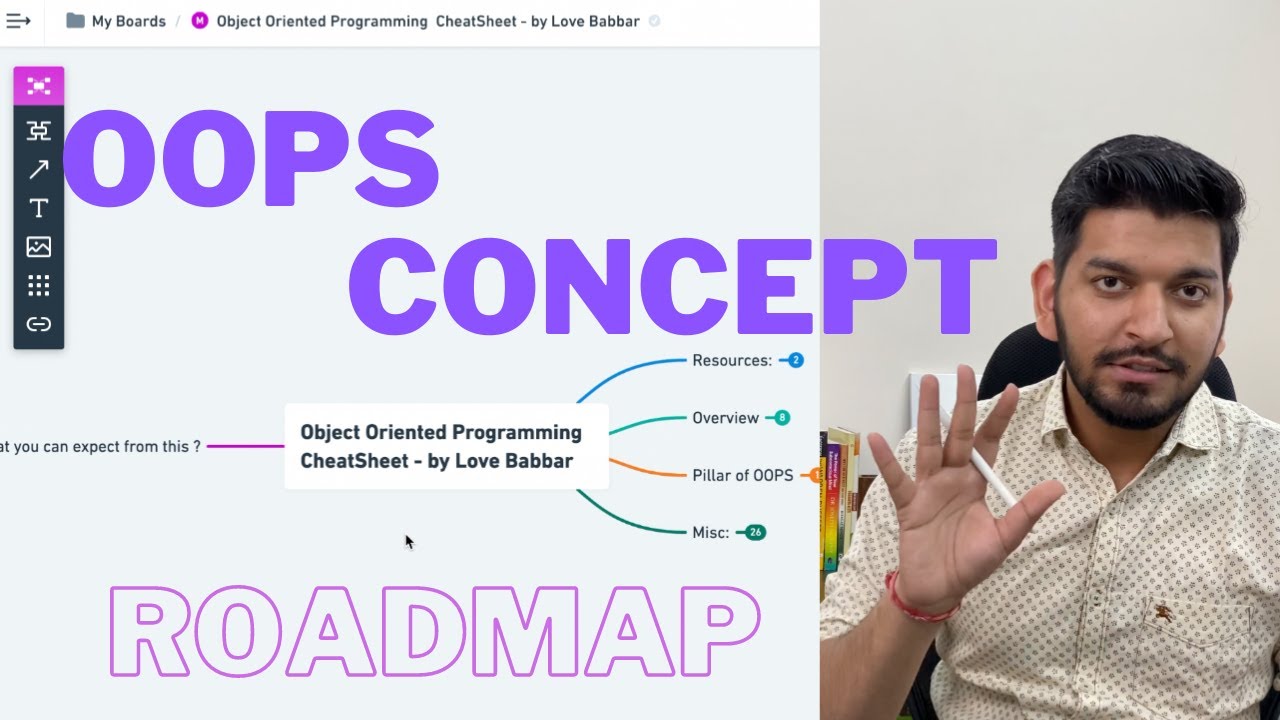 My Boards / M Object Oriented Programming CheatSheet - by Love Babbar
T
OOPS
CONCEPT
Resources: 2
Overview 8
at you can expect from this ?
Object Oriented Programming
CheatSheet - by Love Babbar
Pillar of OOPS
Misc: 26
ROADMAP